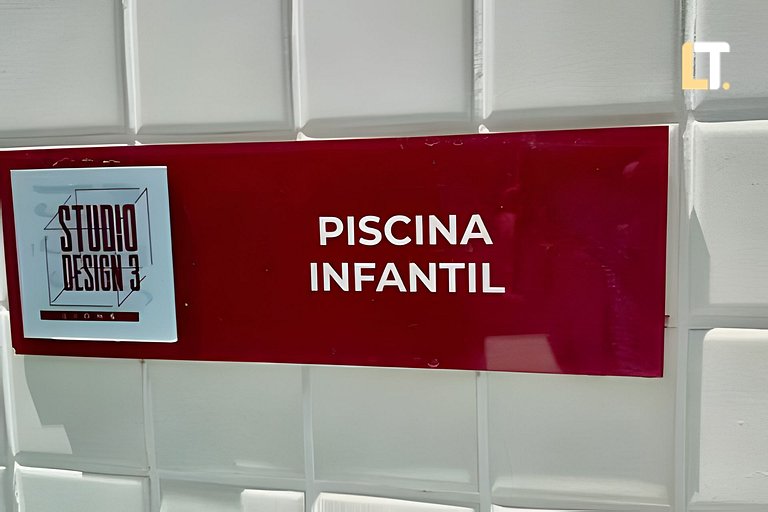 LT.
STUDIO
DESIGN 3
PISCINA
INFANTIL